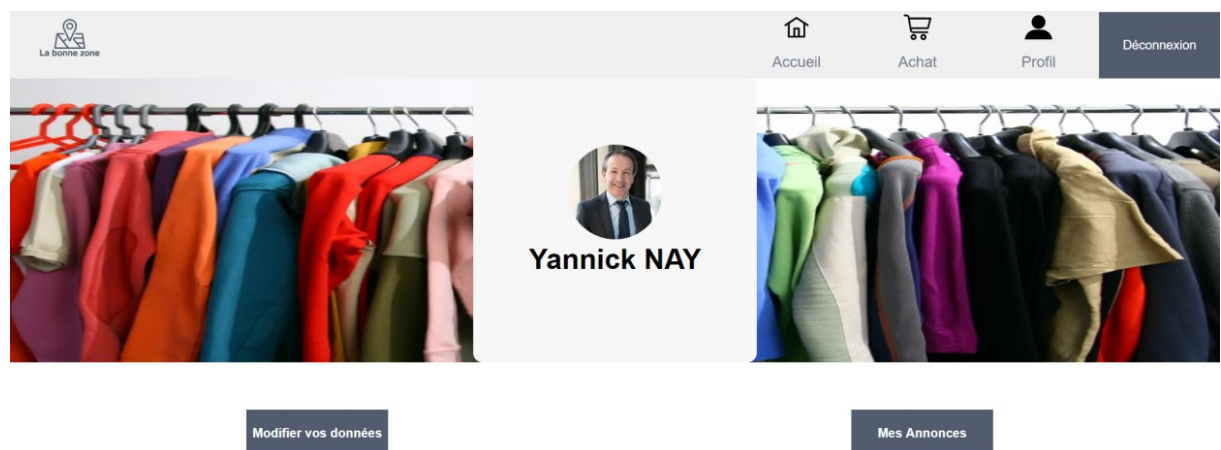 La bonne zone
Accueil
Achat
Profil
Déconnexion
Yannick NAY
Modifier vos données
Mes Annonces